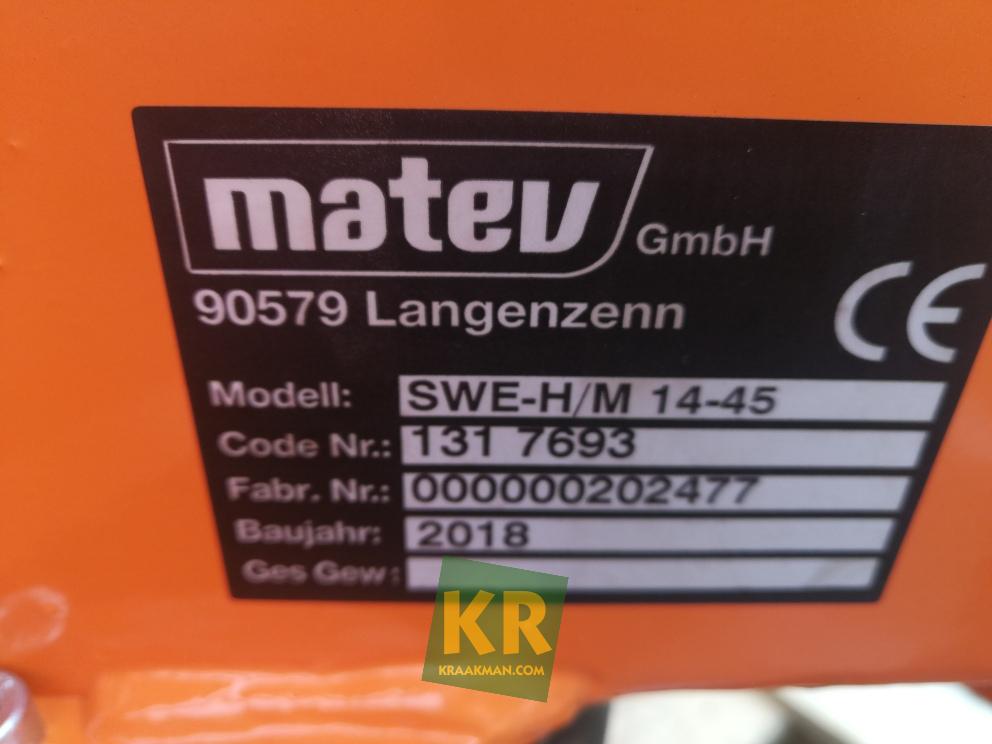 matev GmbH
90579 Langenzenn
CE
Modell: SWE-H/M 14-45
Code Nr.: 131 7693
Fabr. Nr.: 000000202477
Baujahr: 2018
Ges Gew:
KR
KRAAKMAN.COM